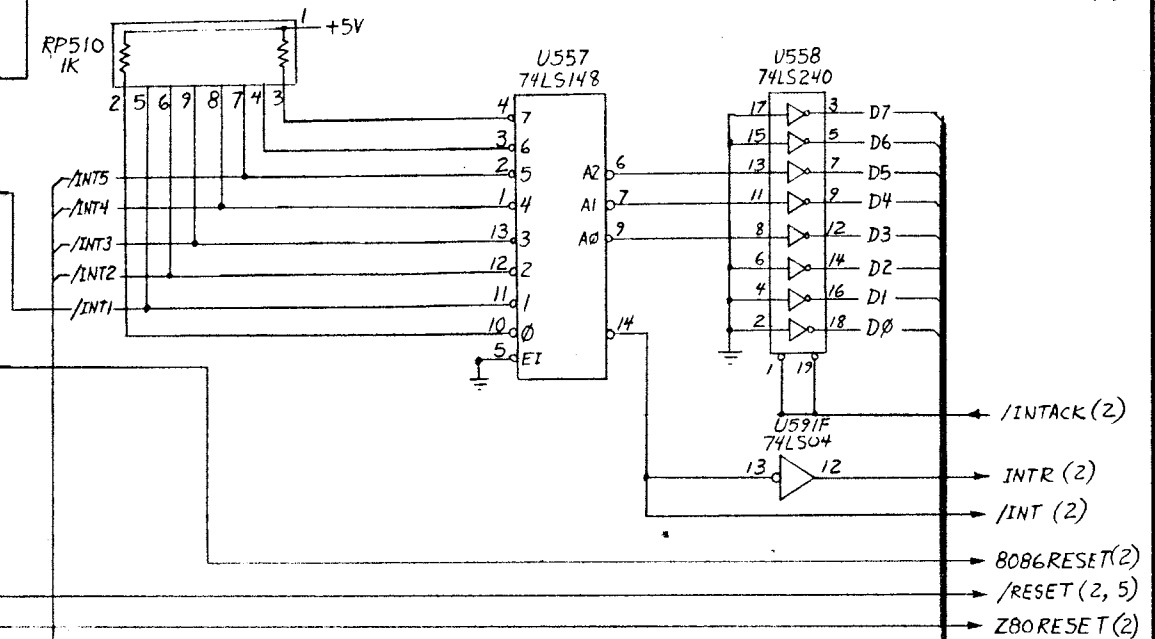 1
+5V
RP510
1K
2 5 6 9 8 7 4 3
U557
74LS148
4 7
3 6
2 5
1 4
13 3
12 2
11 1
10 Ø
5 EI
A2 6
A1 7
AØ 9
14
/INT5
/INT4
/INT3
/INT2
/INT1
U558
74LS240
17 3 D7
15 5 D6
13 7 D5
11 9 D4
8 12 D3
6 14 D2
4 16 D1
2 18 DØ
1 19
/INTACK (2)
U591F
74LS04
13 12
INTR (2)
/INT (2)
8086RESET(2)
/RESET (2, 5)
Z80RESET(2)